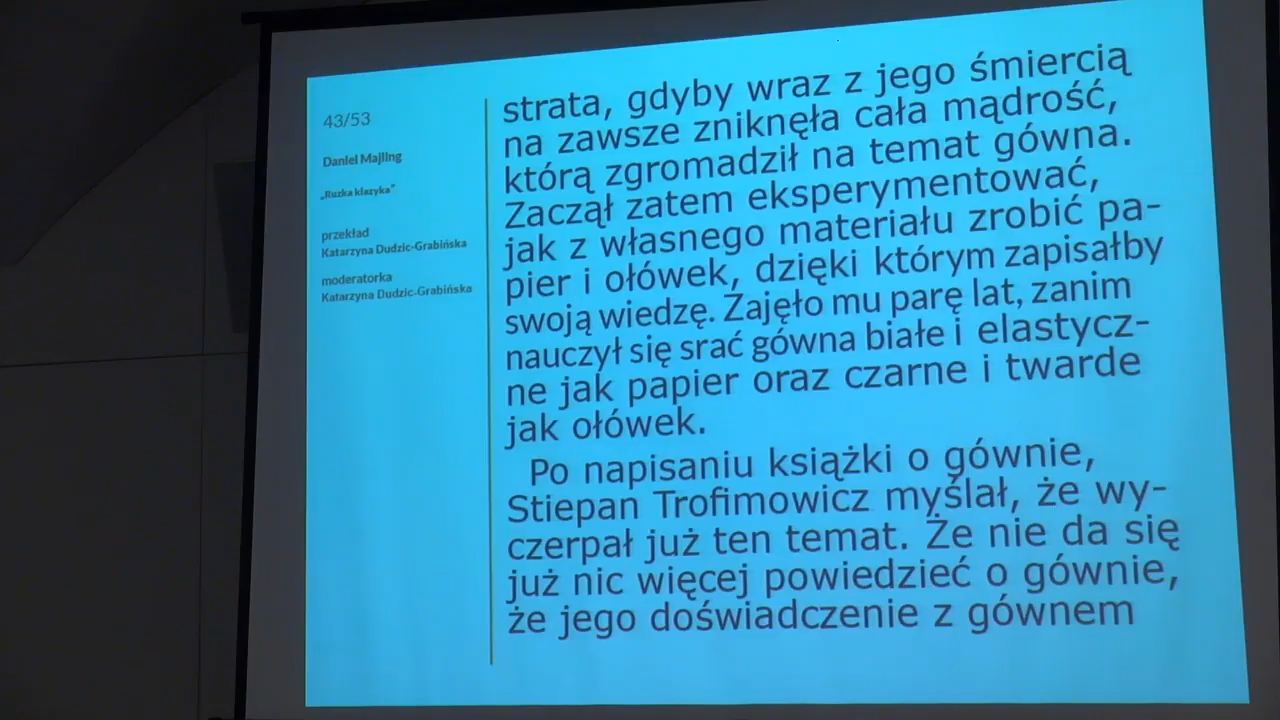 43/53
Daniel Majling
„Ruzka klazyka”
przekład
Katarzyna Dudzic-Grabińska
moderatorka
Katarzyna Dudzic-Grabińska
strata, gdyby wraz z jego śmiercią
na zawsze zniknęła cała mądrość,
którą zgromadził na temat gówna.
Zaczął zatem eksperymentować,
jak z własnego materiału zrobić pa-
pier i ołówek, dzięki którym zapisałby
swoją wiedzę. Zajęło mu parę lat, zanim
nauczył się srać gówna białe i elastycz-
ne jak papier oraz czarne i twarde
jak ołówek.
Po napisaniu książki o gównie,
Stiepan Trofimowicz myślał, że wy-
czerpał już ten temat. Że nie da się
już nic więcej powiedzieć o gównie,
że jego doświadczenie z gównem